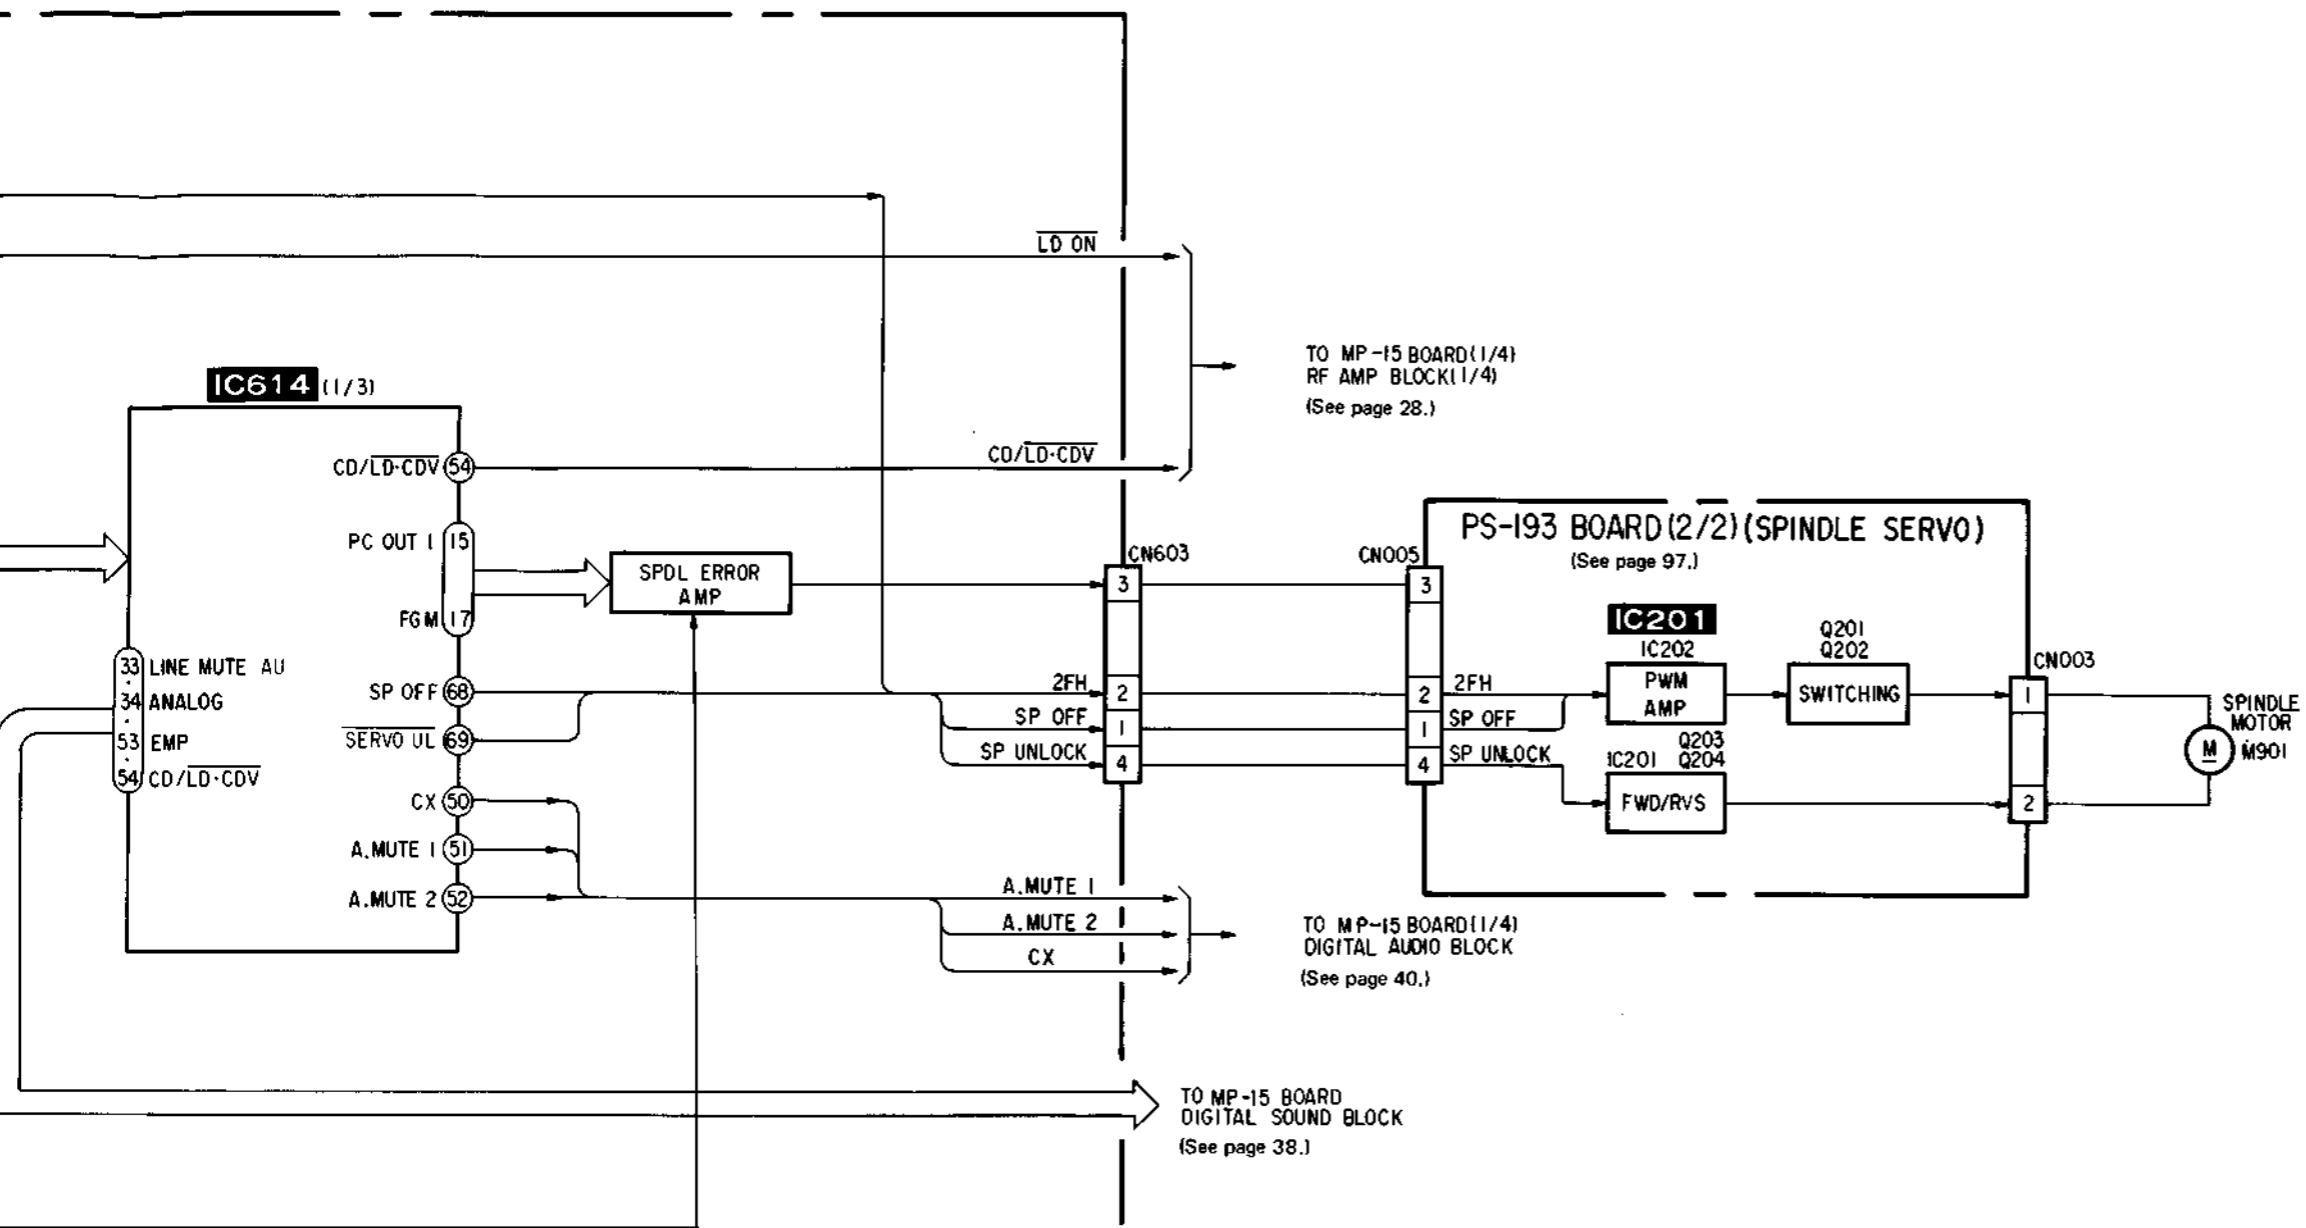 LD ON
TO MP-15 BOARD(1/4)
RF AMP BLOCK(1/4)
(See page 28.)
IC614 (1/3)
CD/LD·CDV 54
CD/LD·CDV
PC OUT 1 15
FGM 17
SPDL ERROR
AMP
33 LINE MUTE AU
34 ANALOG
53 EMP
54 CD/LD·CDV
SP OFF 68
SERVO UL 69
CX 50
A.MUTE 1 51
A.MUTE 2 52
CN603
3
2FH 2
SP OFF 1
SP UNLOCK 4
CN005
3
2 2FH
1 SP OFF
4 SP UNLOCK
PS-193 BOARD(2/2)(SPINDLE SERVO)
(See page 97.)
IC201
IC202
PWM
AMP
Q201
Q202
SWITCHING
Q203
IC201 Q204
FWD/RVS
CN003
1
2
SPINDLE
MOTOR
M M901
A.MUTE 1
A.MUTE 2
CX
TO MP-15 BOARD(1/4)
DIGITAL AUDIO BLOCK
(See page 40.)
TO MP-15 BOARD
DIGITAL SOUND BLOCK
(See page 38.)